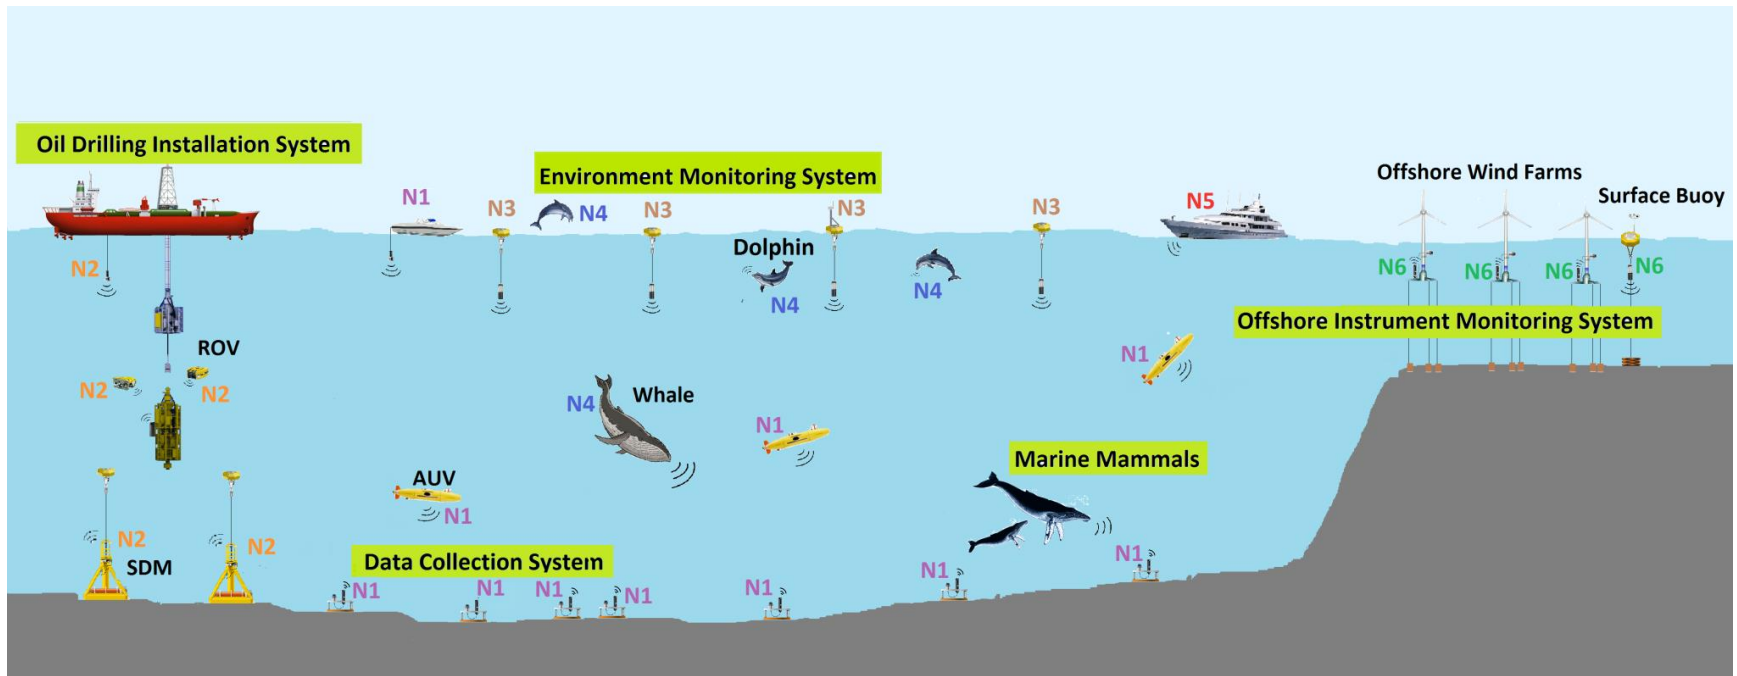 Oil Drilling Installation System
Environment Monitoring System
Offshore Wind Farms
Surface Buoy
N1
N3
N4
N3
N3
N3
N5
Dolphin
N2
N4
N4
N6
N6
N6
N6
Offshore Instrument Monitoring System
ROV
N2
N2
N1
N4
Whale
N1
Marine Mammals
AUV
N1
N2
N2
SDM
Data Collection System
N1
N1
N1
N1
N1
N1
N1